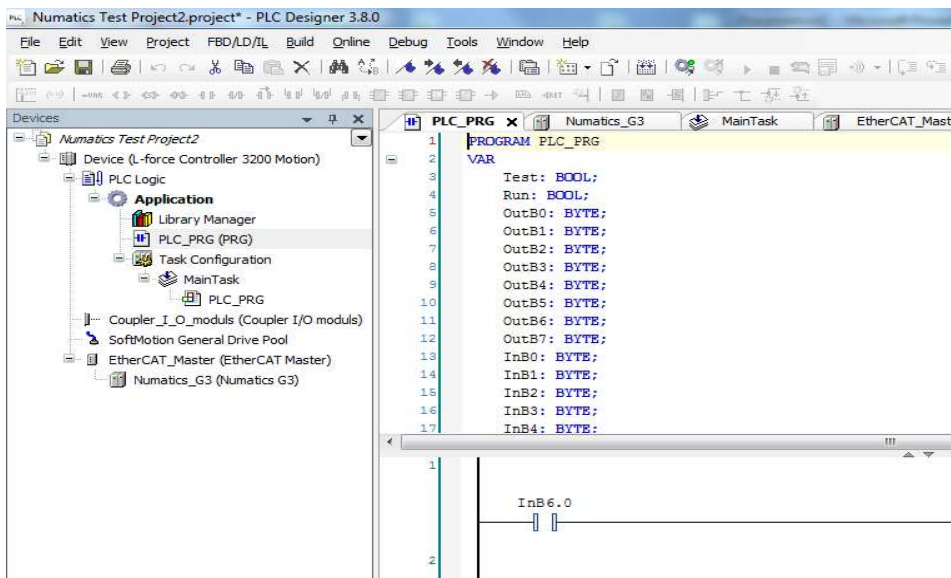 Numatics Test Project2.project* - PLC Designer 3.8.0
File Edit View Project FBD/LD/IL Build Online Debug Tools Window Help
Devices
Numatics Test Project2
Device (L-force Controller 3200 Motion)
PLC Logic
Application
Library Manager
PLC_PRG (PRG)
Task Configuration
MainTask
PLC_PRG
Coupler_I_O_moduls (Coupler I/O moduls)
SoftMotion General Drive Pool
EtherCAT_Master (EtherCAT Master)
Numatics_G3 (Numatics G3)
PLC_PRG Numatics_G3 MainTask EtherCAT_Mast
1 PROGRAM PLC_PRG
2 VAR
3 Test: BOOL;
4 Run: BOOL;
5 OutB0: BYTE;
6 OutB1: BYTE;
7 OutB2: BYTE;
8 OutB3: BYTE;
9 OutB4: BYTE;
10 OutB5: BYTE;
11 OutB6: BYTE;
12 OutB7: BYTE;
13 InB0: BYTE;
14 InB1: BYTE;
15 InB2: BYTE;
16 InB3: BYTE;
17 InB4: BYTE;
1
InB6.0
2